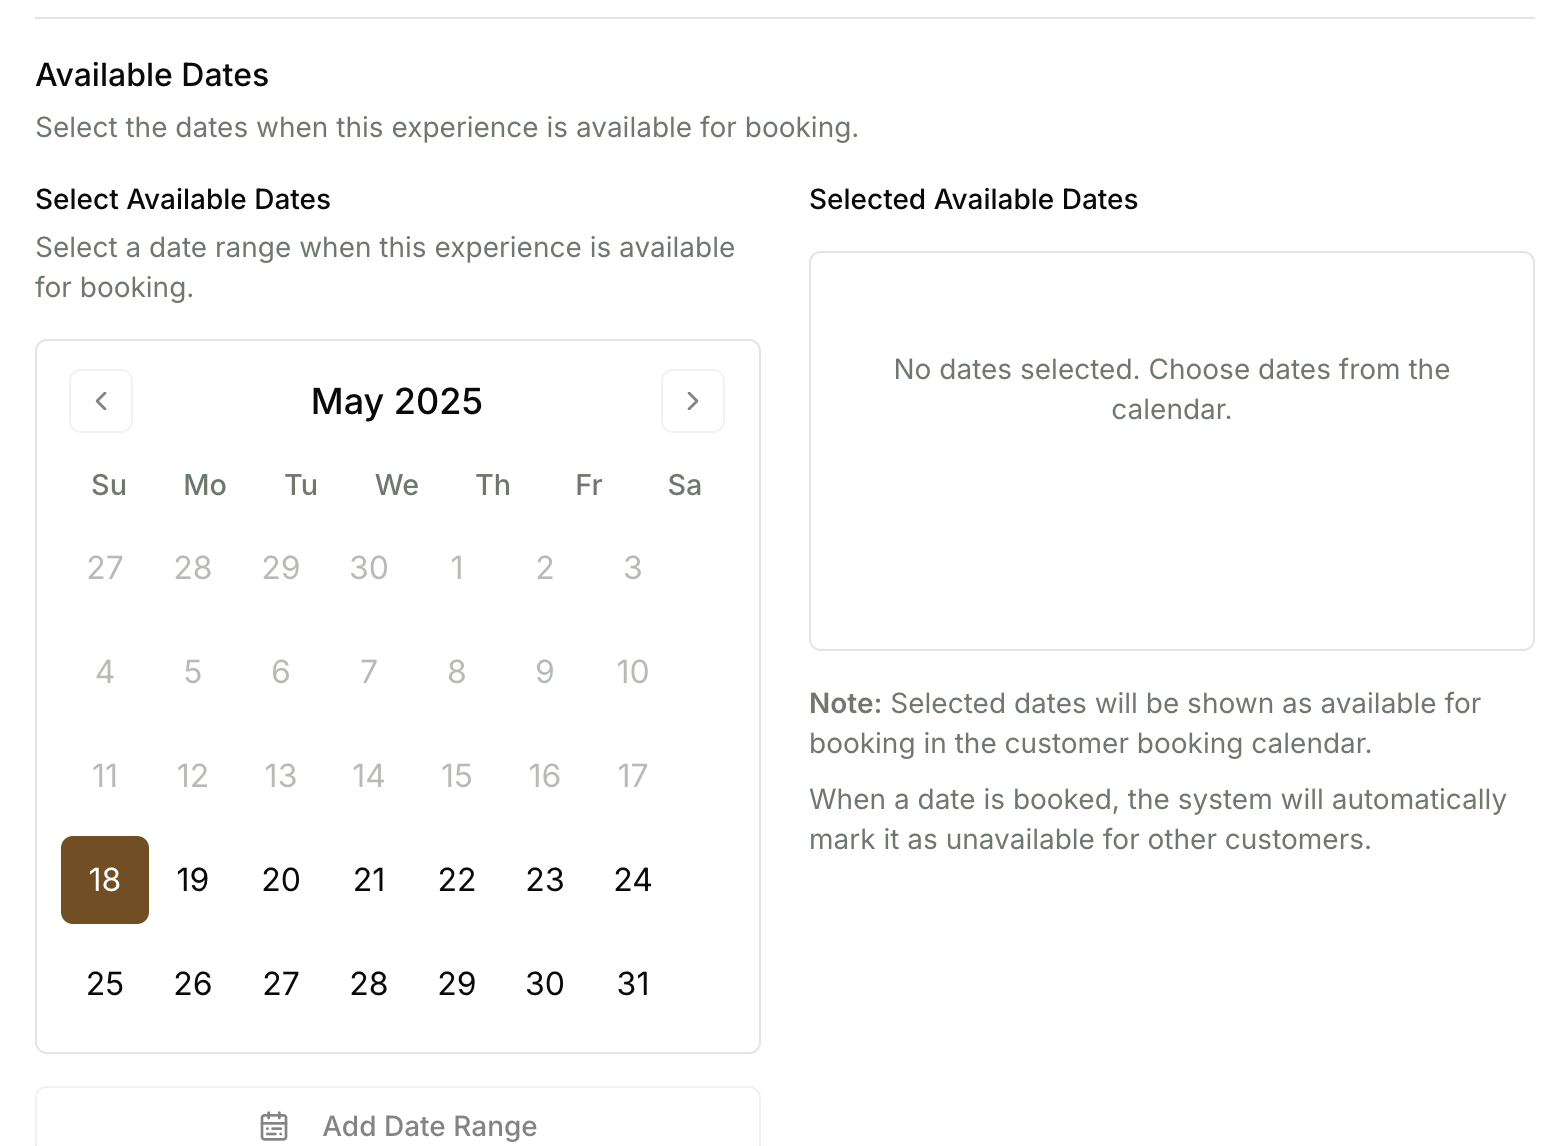 Available Dates
Select the dates when this experience is available for booking.
Select Available Dates
Select a date range when this experience is available
for booking.
May 2025
Su Mo Tu We Th Fr Sa
27 28 29 30 1 2 3
4 5 6 7 8 9 10
11 12 13 14 15 16 17
18 19 20 21 22 23 24
25 26 27 28 29 30 31
Add Date Range
Selected Available Dates
No dates selected. Choose dates from the
calendar.
Note: Selected dates will be shown as available for
booking in the customer booking calendar.
When a date is booked, the system will automatically
mark it as unavailable for other customers.